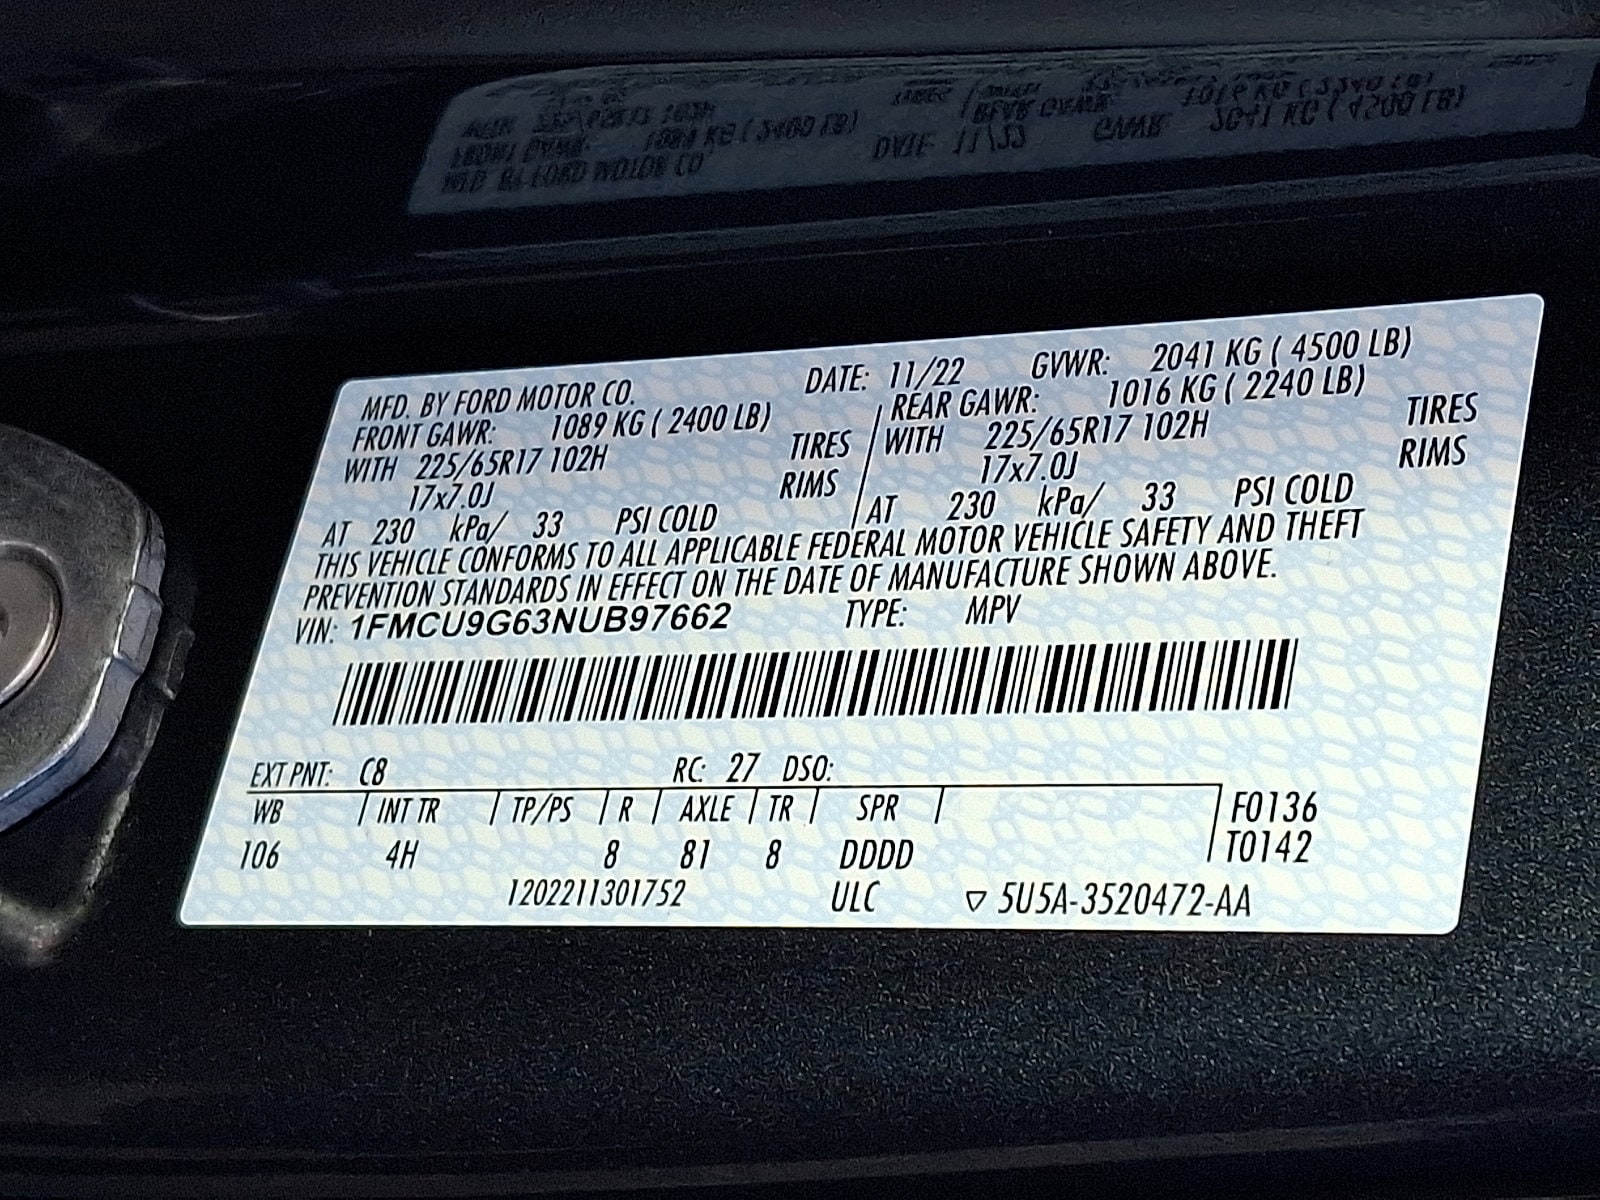 MFD. BY FORD MOTOR CO. DATE: 11/22 GVWR: 2041 KG ( 4500 LB)
FRONT GAWR: 1089 KG ( 2400 LB) REAR GAWR: 1016 KG ( 2240 LB)
WITH 225/65R17 102H TIRES WITH 225/65R17 102H TIRES
17x7.0J RIMS 17x7.0J RIMS
AT 230 kPa/ 33 PSI COLD AT 230 kPa/ 33 PSI COLD
THIS VEHICLE CONFORMS TO ALL APPLICABLE FEDERAL MOTOR VEHICLE SAFETY AND THEFT
PREVENTION STANDARDS IN EFFECT ON THE DATE OF MANUFACTURE SHOWN ABOVE.
VIN: 1FMCU9G63NUB97662 TYPE: MPV
EXT PNT: C8 RC: 27 DSO:
WB INT TR TP/PS R AXLE TR SPR F0136
106 4H 8 81 8 DDDD T0142
1202211301752 ULC ▽ 5U5A-3520472-AA